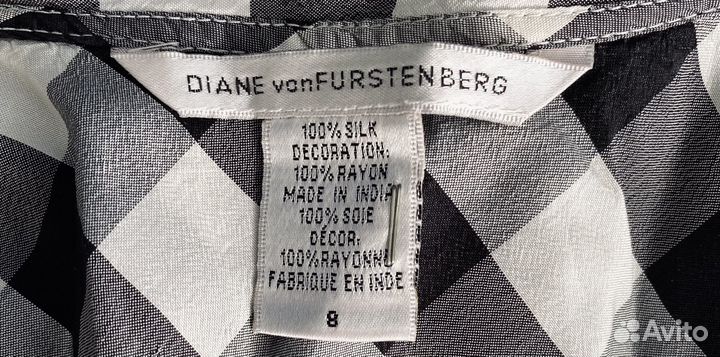 DIANE vonFURSTENBERG
100% SILK
DECORATION:
100% RAYON
MADE IN INDIA
100% SOIE
DÉCOR:
100%RAYONNU
FABRIQUE EN INDE
8
Avito